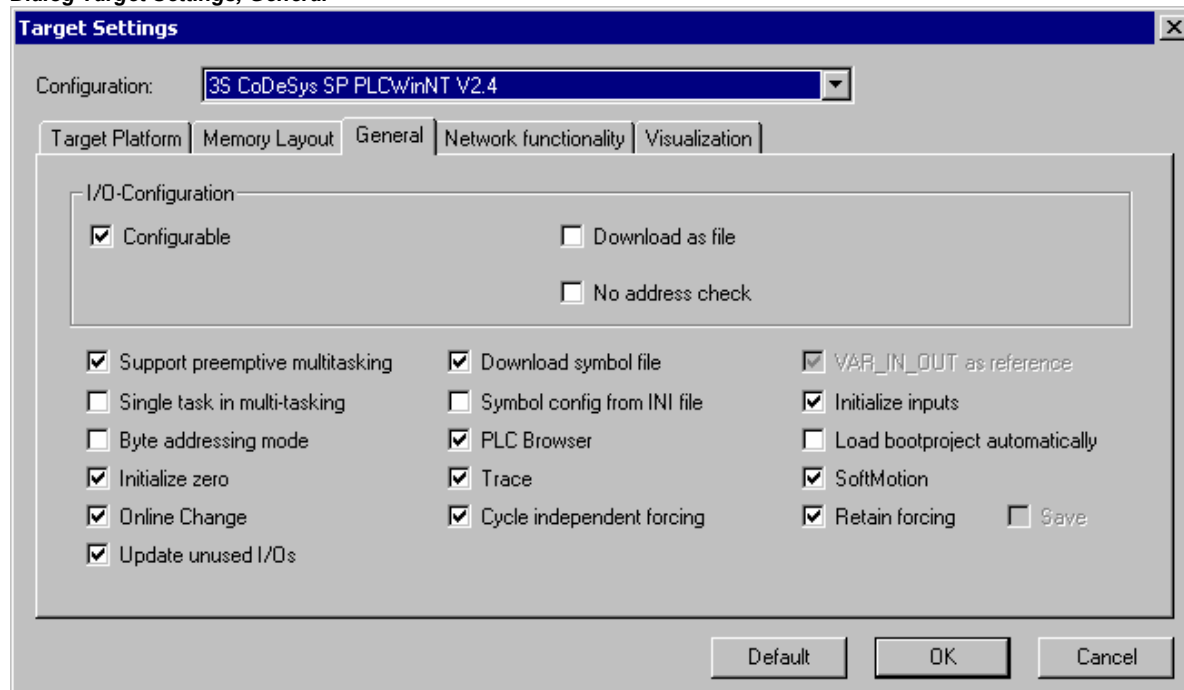 Dialog Target Settings, General
Target Settings
Configuration: 3S CoDeSys SP PLCWinNT V2.4
Target Platform Memory Layout General Network functionality Visualization
I/O-Configuration
Configurable Download as file
No address check
Support preemptive multitasking Download symbol file VAR_IN_OUT as reference
Single task in multi-tasking Symbol config from INI file Initialize inputs
Byte addressing mode PLC Browser Load bootproject automatically
Initialize zero Trace SoftMotion
Online Change Cycle independent forcing Retain forcing Save
Update unused I/Os
Default OK Cancel